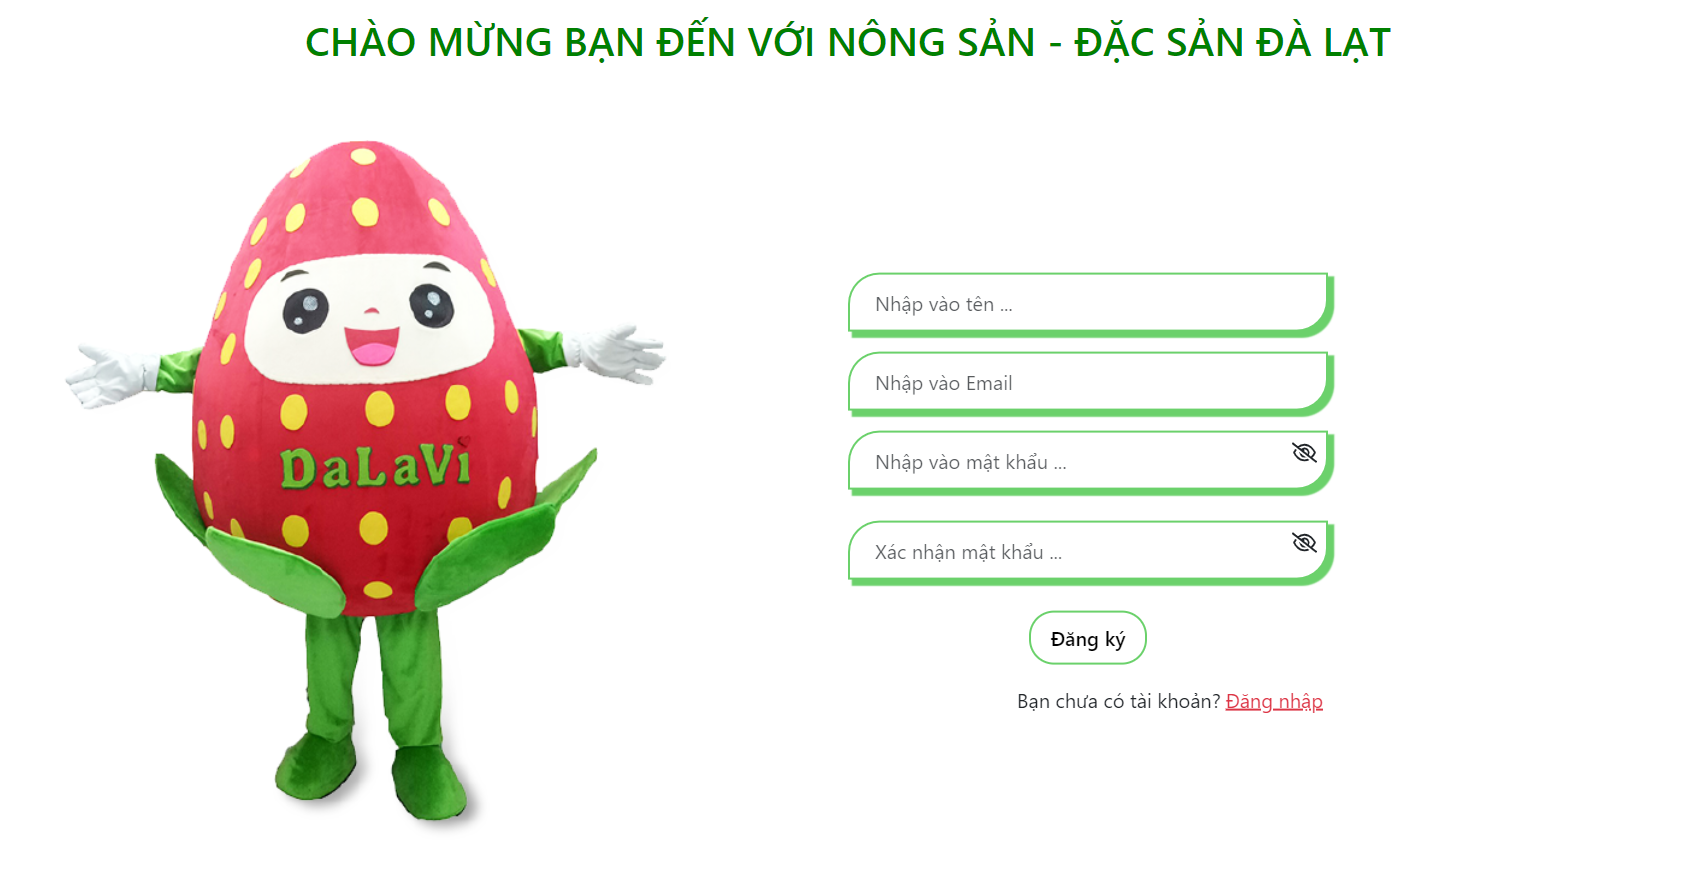 CHÀO MỪNG BẠN ĐẾN VỚI NÔNG SẢN - ĐẶC SẢN ĐÀ LẠT
DaLaVi
Nhập vào tên ...
Nhập vào Email
Nhập vào mật khẩu ...
Xác nhận mật khẩu ...
Đăng ký
Bạn chưa có tài khoản? Đăng nhập